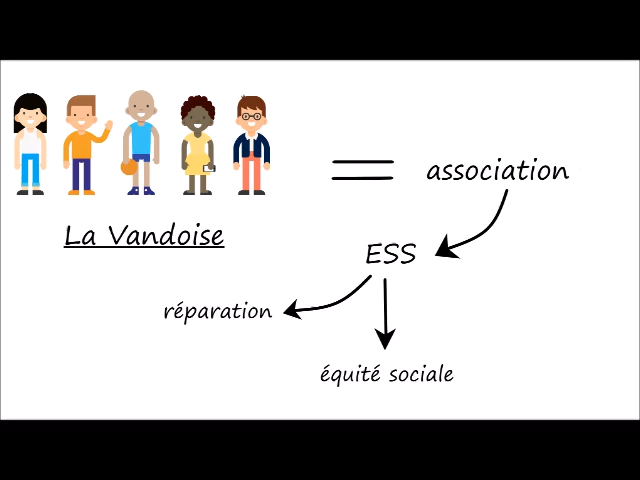 association
La Vandoise
ESS
réparation
équité sociale